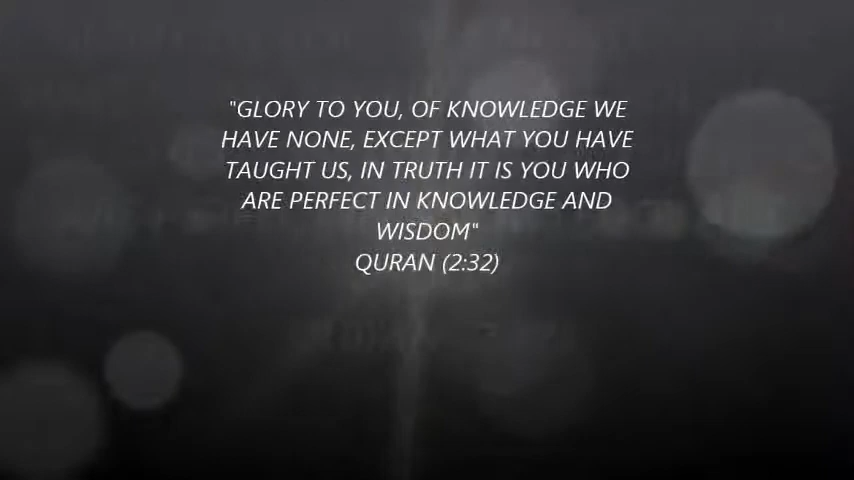 "GLORY TO YOU, OF KNOWLEDGE WE
HAVE NONE, EXCEPT WHAT YOU HAVE
TAUGHT US, IN TRUTH IT IS YOU WHO
ARE PERFECT IN KNOWLEDGE AND
WISDOM"
QURAN (2:32)